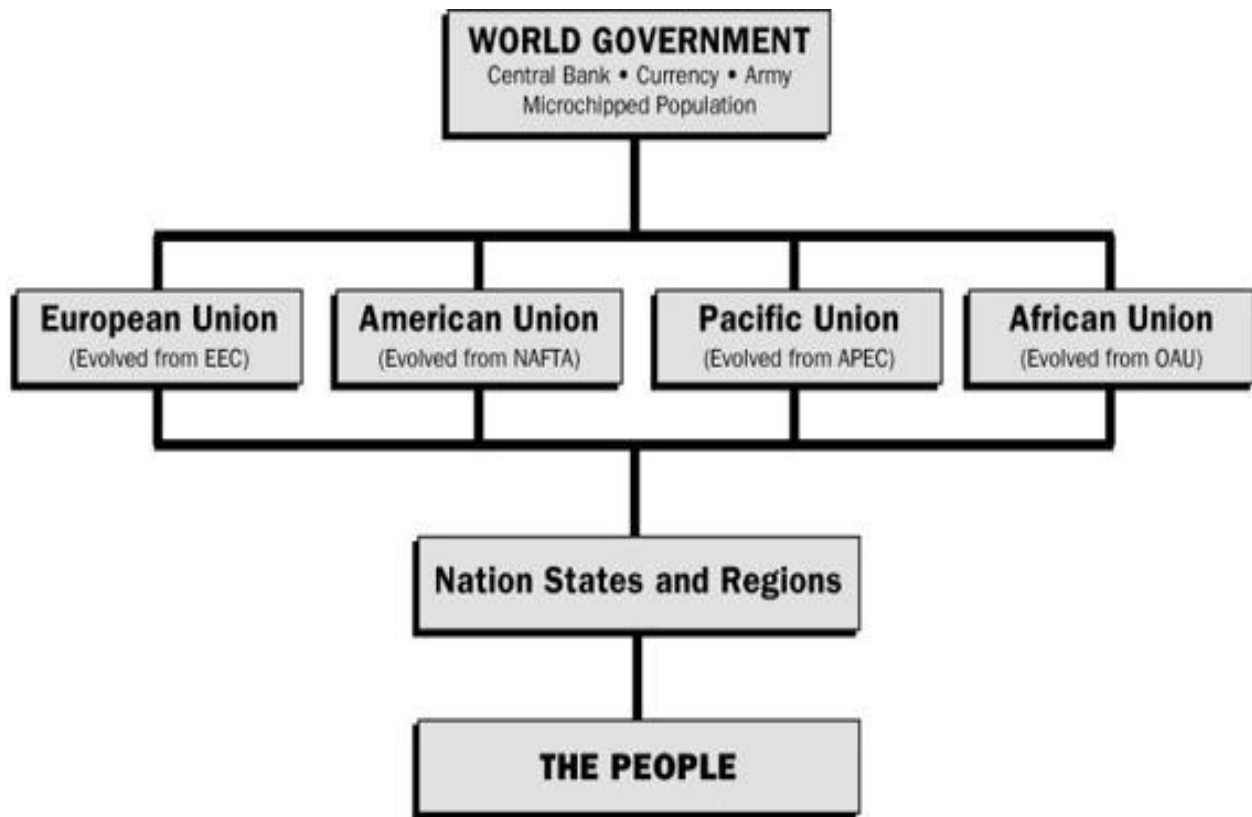 WORLD GOVERNMENT
Central Bank • Currency • Army
Microchipped Population
European Union
(Evolved from EEC)
American Union
(Evolved from NAFTA)
Pacific Union
(Evolved from APEC)
African Union
(Evolved from OAU)
Nation States and Regions
THE PEOPLE